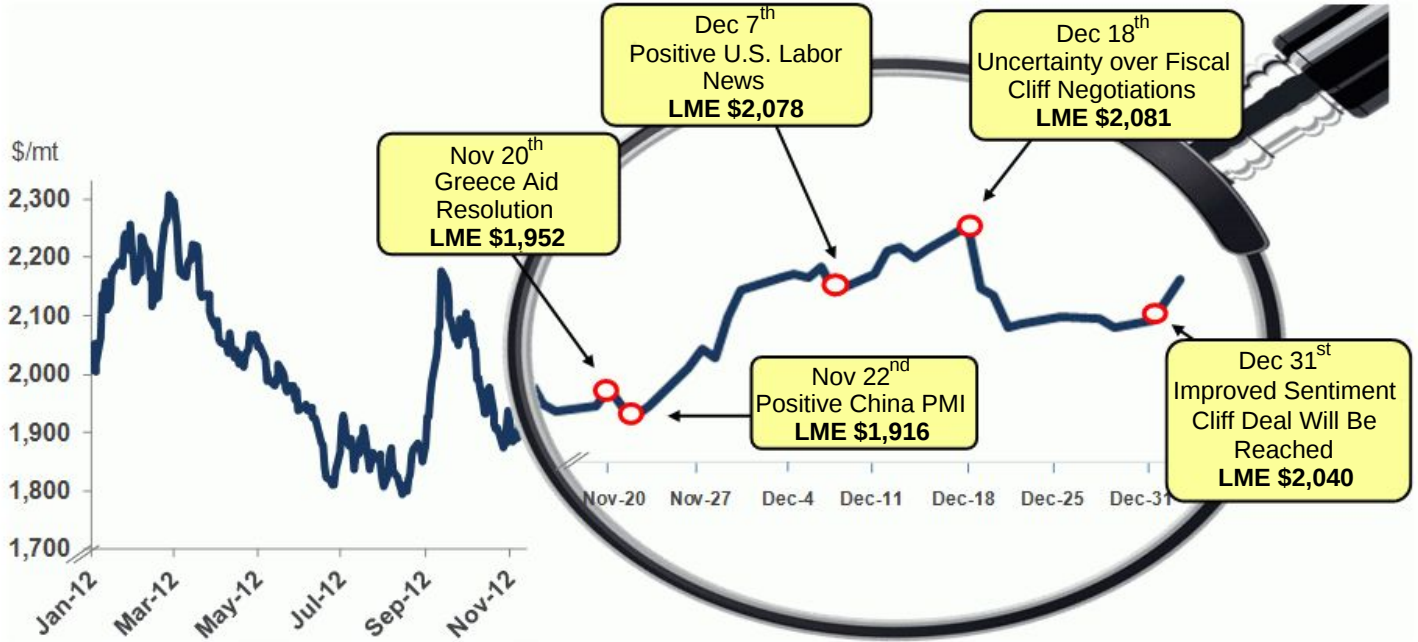 Dec 7th
Positive U.S. Labor
News
LME $2,078
Dec 18th
Uncertainty over Fiscal
Cliff Negotiations
LME $2,081
Nov 20th
Greece Aid
Resolution
LME $1,952
$/mt
2,300
2,200
2,100
2,000
1,900
1,800
1,700
Nov 22nd
Positive China PMI
LME $1,916
Dec 31st
Improved Sentiment
Cliff Deal Will Be
Reached
LME $2,040
Nov-20 Nov-27 Dec-4 Dec-11 Dec-18 Dec-25 Dec-31
Jan-12 Mar-12 May-12 Jul-12 Sep-12 Nov-12